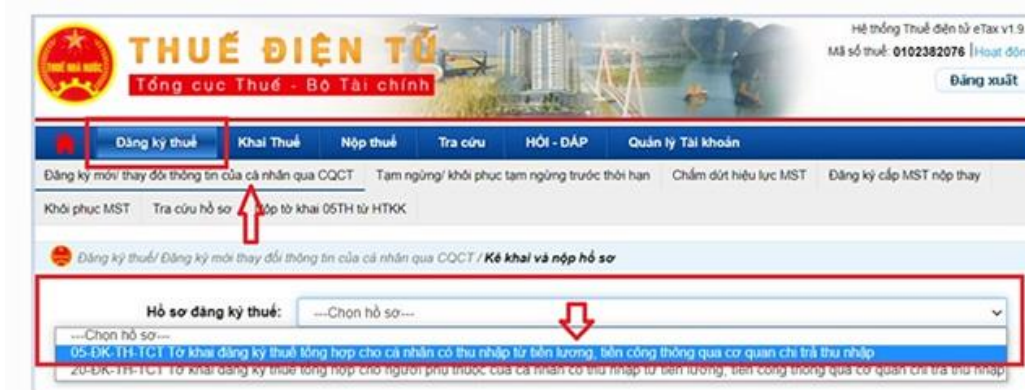 Hệ thống Thuế điện tử eTax v1.9
THUẾ ĐIỆN TỬ
Mã số thuế: 0102382076 | Hoạt độn
Tổng cục Thuế - Bộ Tài chính
Đăng xuất
Đăng ký thuế Khai Thuế Nộp thuế Tra cứu HỎI - ĐÁP Quản lý Tài khoản
Đăng ký mới/ thay đổi thông tin của cá nhân qua CQCT Tạm ngừng/ khôi phục tạm ngừng trước thời hạn Chấm dứt hiệu lực MST Đăng ký cấp MST nộp thay
Khôi phục MST Tra cứu hồ sơ Nộp tờ khai 05TH từ HTKK
Đăng ký thuế/ Đăng ký mới thay đổi thông tin của cá nhân qua CQCT / Kê khai và nộp hồ sơ
Hồ sơ đăng ký thuế: ---Chọn hồ sơ---
---Chọn hồ sơ---
05-ĐK-TH-TCT Tờ khai đăng ký thuế tổng hợp cho cá nhân có thu nhập từ tiền lương, tiền công thông qua cơ quan chi trả thu nhập
20-ĐK-TH-TCT Tờ khai đăng ký thuế tổng hợp cho người phụ thuộc của cá nhân có thu nhập từ tiền lương, tiền công thông qua cơ quan chi trả thu nhập